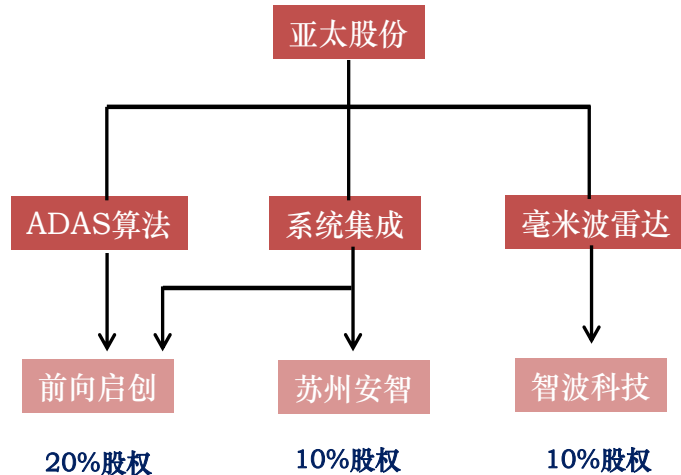 亚太股份
ADAS算法
系统集成
毫米波雷达
前向启创
苏州安智
智波科技
20%股权
10%股权
10%股权